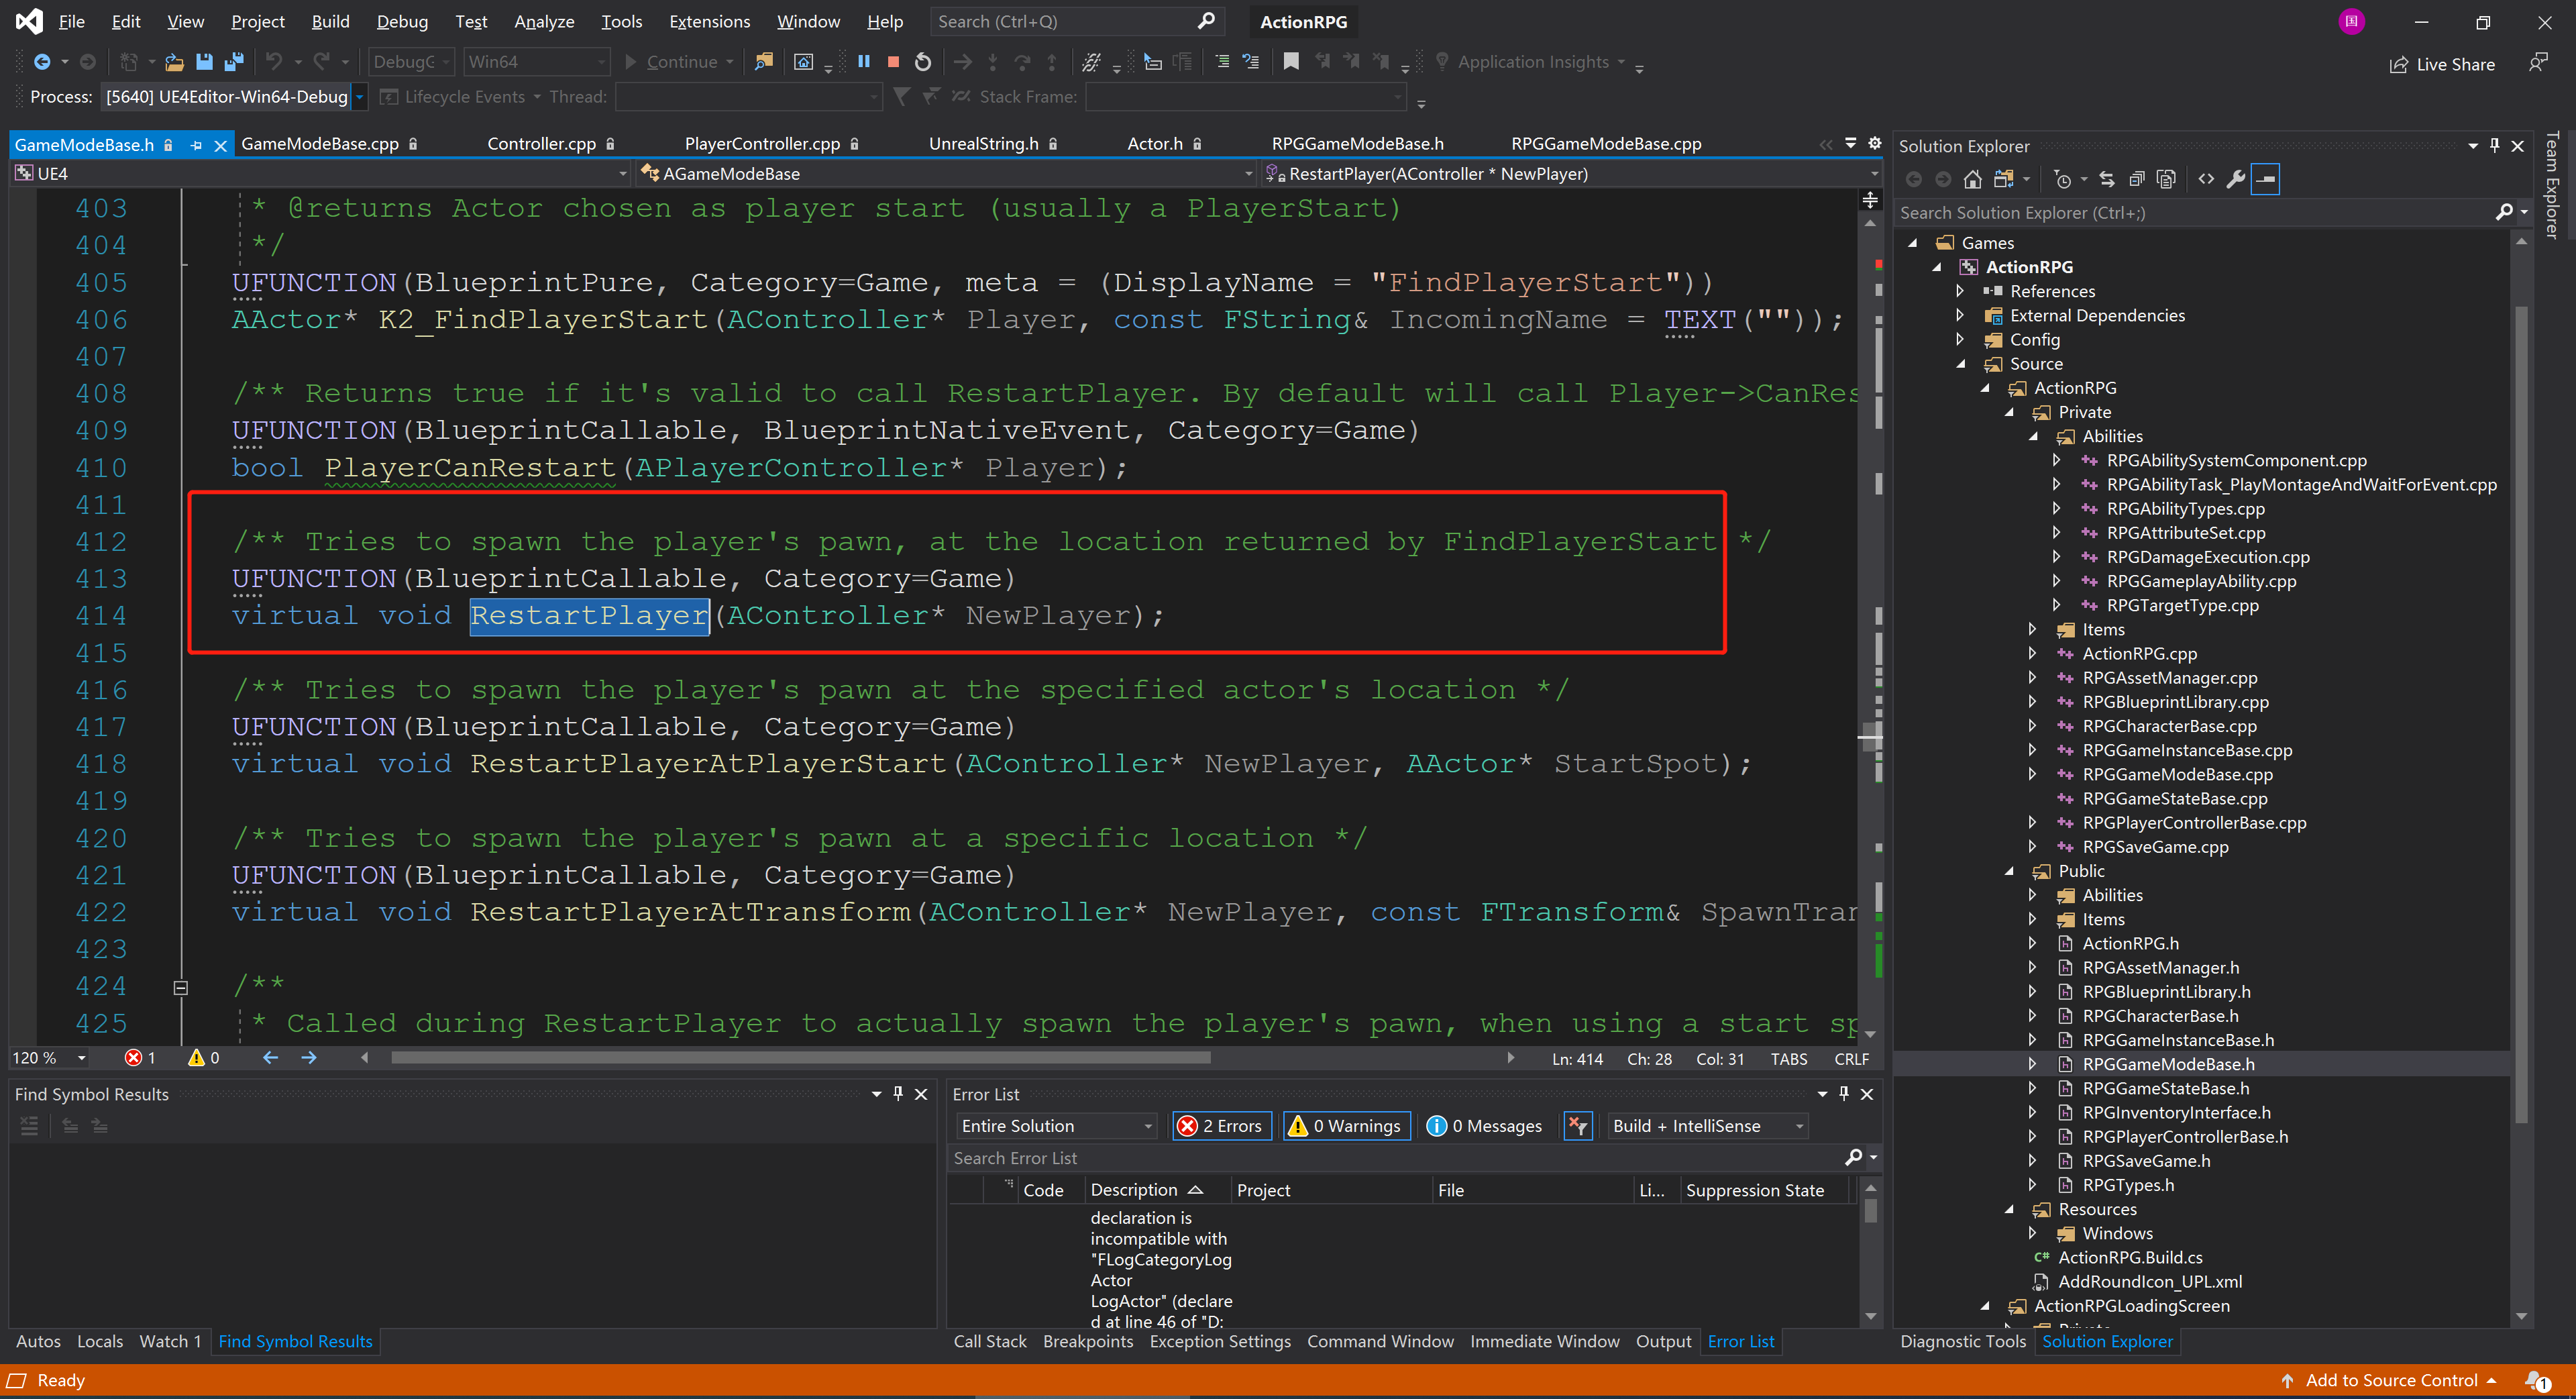 File Edit View Project Build Debug Test Analyze Tools Extensions Window Help Search (Ctrl+Q) ActionRPG 国
DebugG Win64 Continue Application Insights Live Share
Process: [5640] UE4Editor-Win64-Debug Lifecycle Events Thread: Stack Frame:
GameModeBase.h GameModeBase.cpp Controller.cpp PlayerController.cpp UnrealString.h Actor.h RPGGameModeBase.h RPGGameModeBase.cpp
UE4 AGameModeBase RestartPlayer(AController * NewPlayer)
403 * @returns Actor chosen as player start (usually a PlayerStart)
404 */
405 UFUNCTION(BlueprintPure, Category=Game, meta = (DisplayName = "FindPlayerStart"))
406 AActor* K2_FindPlayerStart(AController* Player, const FString& IncomingName = TEXT(""));
407
408 /** Returns true if it's valid to call RestartPlayer. By default will call Player->CanRes
409 UFUNCTION(BlueprintCallable, BlueprintNativeEvent, Category=Game)
410 bool PlayerCanRestart(APlayerController* Player);
411
412 /** Tries to spawn the player's pawn, at the location returned by FindPlayerStart */
413 UFUNCTION(BlueprintCallable, Category=Game)
414 virtual void RestartPlayer(AController* NewPlayer);
415
416 /** Tries to spawn the player's pawn at the specified actor's location */
417 UFUNCTION(BlueprintCallable, Category=Game)
418 virtual void RestartPlayerAtPlayerStart(AController* NewPlayer, AActor* StartSpot);
419
420 /** Tries to spawn the player's pawn at a specific location */
421 UFUNCTION(BlueprintCallable, Category=Game)
422 virtual void RestartPlayerAtTransform(AController* NewPlayer, const FTransform& SpawnTran
423
424 /**
425 * Called during RestartPlayer to actually spawn the player's pawn, when using a start sp
120 % 1 0 Ln: 414 Ch: 28 Col: 31 TABS CRLF
Find Symbol Results
Autos Locals Watch 1 Find Symbol Results
Error List
Entire Solution 2 Errors 0 Warnings 0 Messages Build + IntelliSense
Search Error List
Code Description Project File Li... Suppression State
declaration is
incompatible with
"FLogCategoryLog
Actor
LogActor" (declare
d at line 46 of "D:
Call Stack Breakpoints Exception Settings Command Window Immediate Window Output Error List
Solution Explorer
Search Solution Explorer (Ctrl+;)
Games
ActionRPG
References
External Dependencies
Config
Source
ActionRPG
Private
Abilities
RPGAbilitySystemComponent.cpp
RPGAbilityTask_PlayMontageAndWaitForEvent.cpp
RPGAbilityTypes.cpp
RPGAttributeSet.cpp
RPGDamageExecution.cpp
RPGGameplayAbility.cpp
RPGTargetType.cpp
Items
ActionRPG.cpp
RPGAssetManager.cpp
RPGBlueprintLibrary.cpp
RPGCharacterBase.cpp
RPGGameInstanceBase.cpp
RPGGameModeBase.cpp
RPGGameStateBase.cpp
RPGPlayerControllerBase.cpp
RPGSaveGame.cpp
Public
Abilities
Items
ActionRPG.h
RPGAssetManager.h
RPGBlueprintLibrary.h
RPGCharacterBase.h
RPGGameInstanceBase.h
RPGGameModeBase.h
RPGGameStateBase.h
RPGInventoryInterface.h
RPGPlayerControllerBase.h
RPGSaveGame.h
RPGTypes.h
Resources
Windows
ActionRPG.Build.cs
AddRoundIcon_UPL.xml
ActionRPGLoadingScreen
Diagnostic Tools Solution Explorer
Team Explorer
Ready Add to Source Control 1